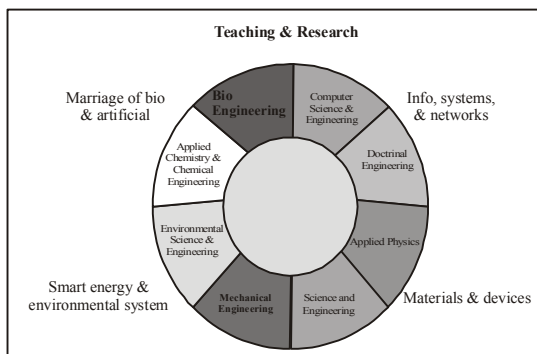 Teaching & Research
Marriage of bio
& artificial
Bio
Engineering
Computer
Science &
Engineering
Info, systems,
& networks
Applied
Chemistry &
Chemical
Engineering
Doctrinal
Engineering
Environmental
Science &
Engineering
Applied Physics
Smart energy &
environmental system
Mechanical
Engineering
Science and
Engineering
Materials & devices